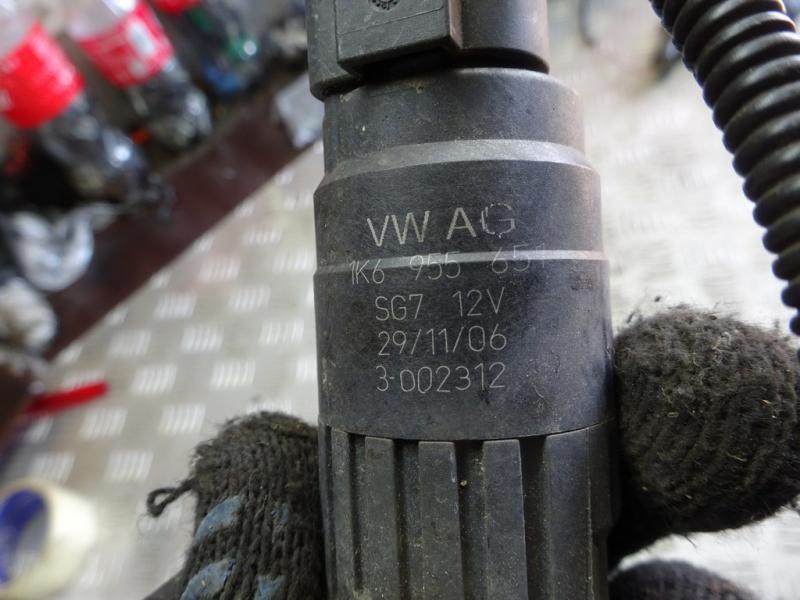 VW AG
1K6 955 651
SG7 12V
29/11/06
3-002312